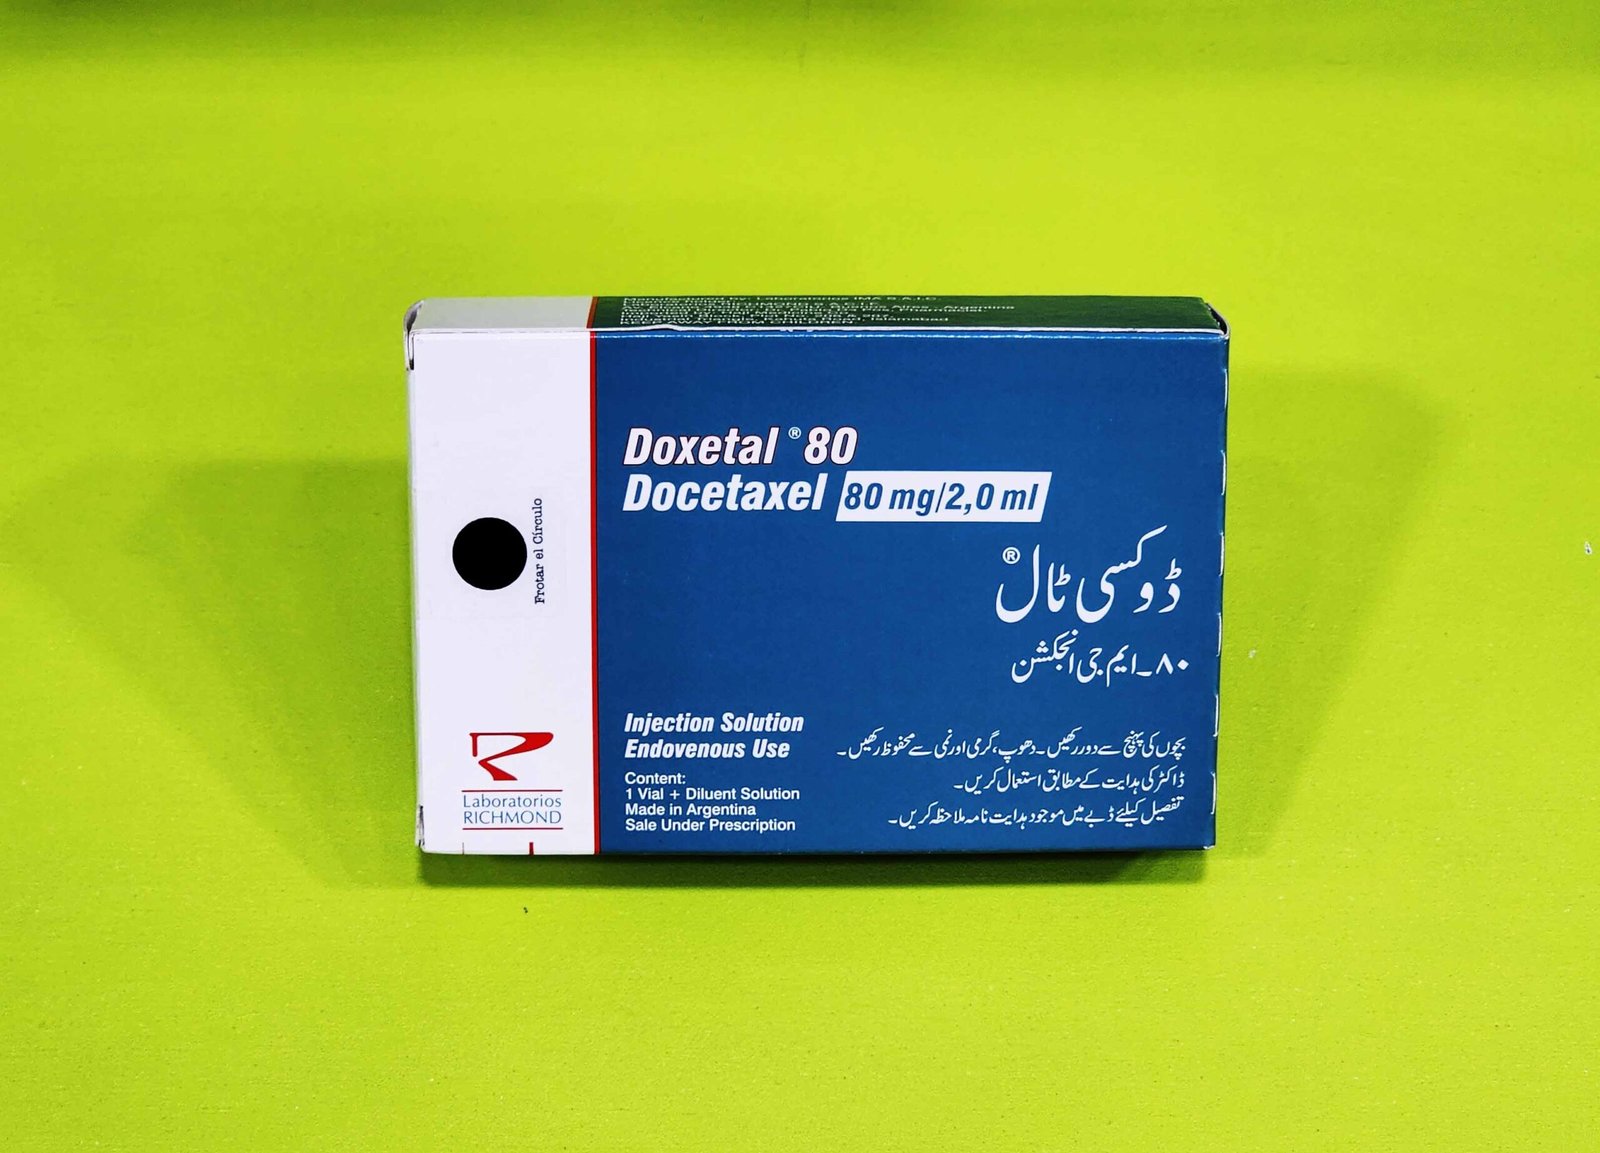 Doxetal ® 80
Docetaxel 80 mg/2,0 ml
ڈوکسی ٹال ®
۸۰ـ ایم جی انجکشن
Frotar el Círculo
Injection Solution
Endovenous Use
Content:
1 Vial + Diluent Solution
Made in Argentina
Sale Under Prescription
بچوں کی پہنچ سے دور رکھیں۔ دھوپ، گرمی اور نمی سے محفوظ رکھیں۔
ڈاکٹر کی ہدایت کے مطابق استعمال کریں۔
تفصیل کیلئے ڈبے میں موجود ہدایت نامہ ملاحظہ کریں۔
Laboratorios
RICHMOND